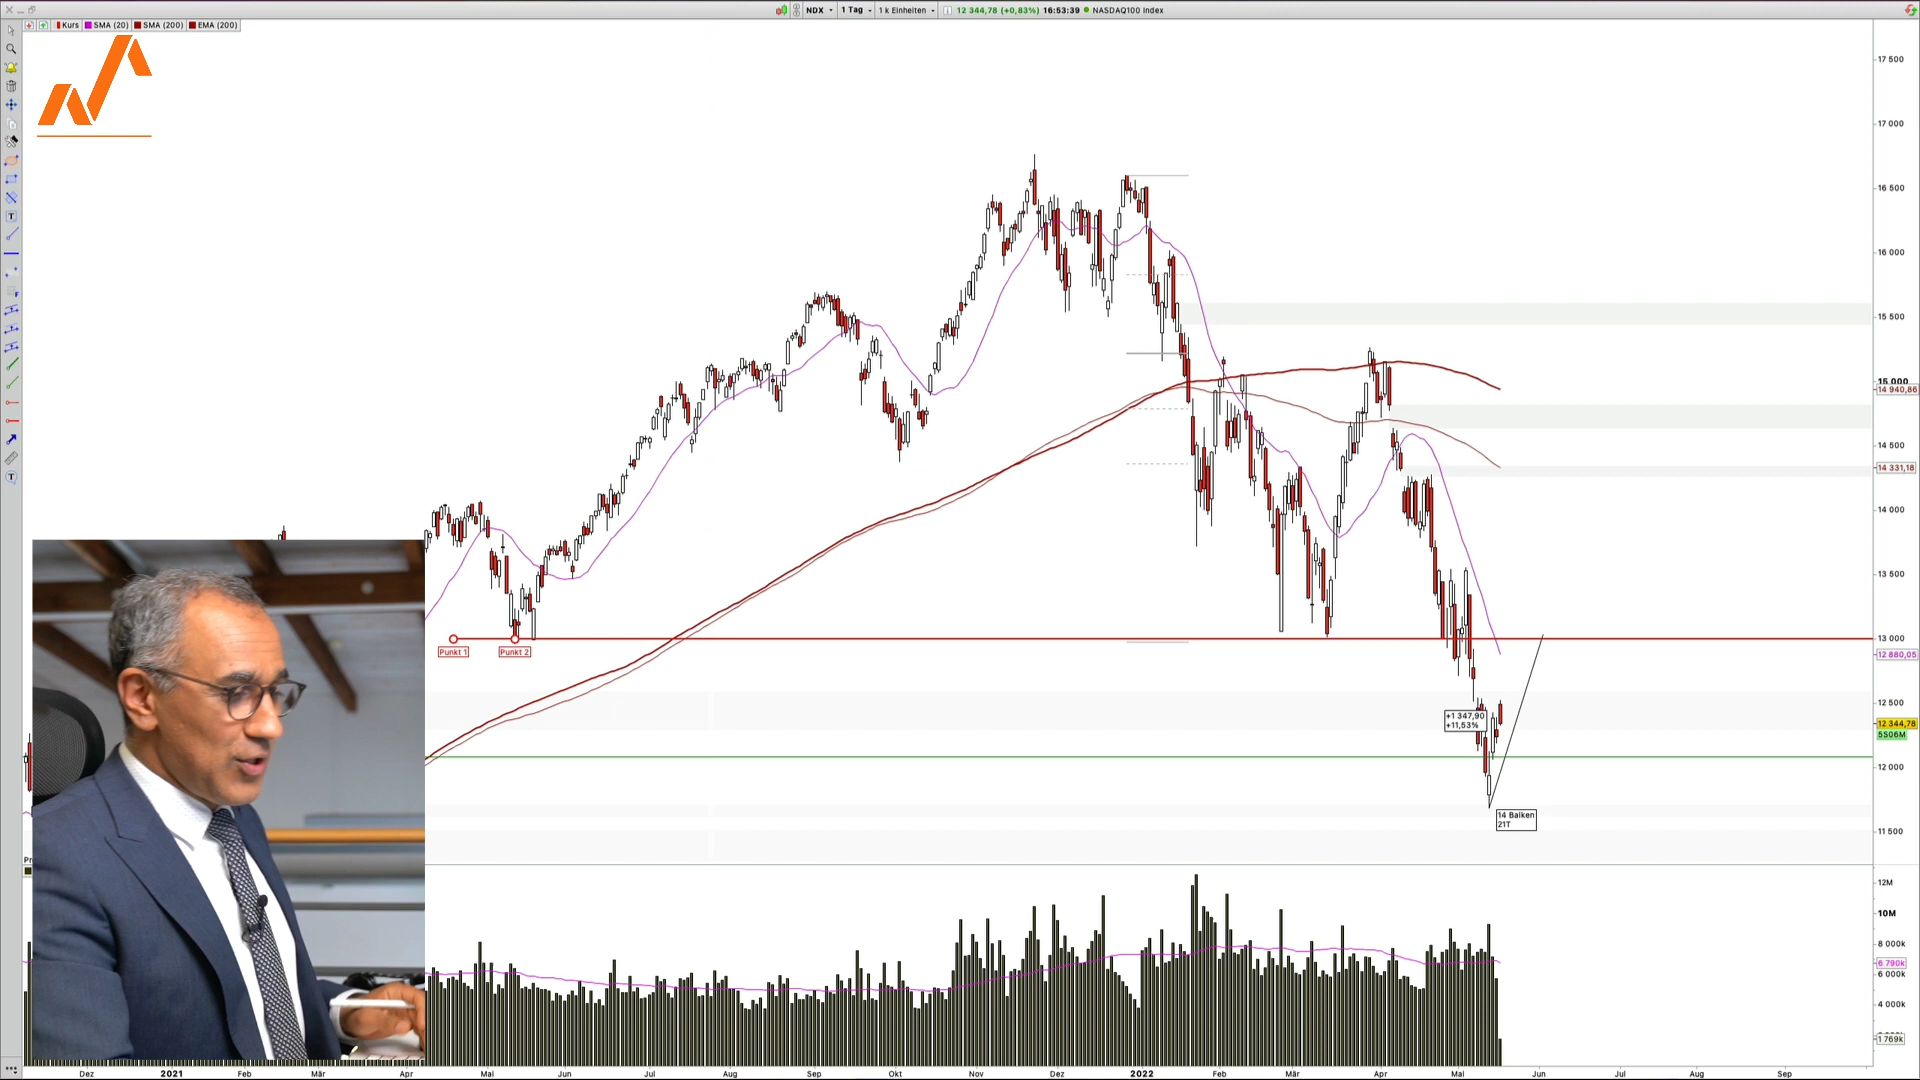 NDX 1 Tag 1 k Einheiten 12 344,78 (+0,83%) 16:53:39 NASDAQ100 Index
Kurs SMA (20) SMA (200) EMA (200)
17 500
17 000
16 500
16 000
15 500
15 000
14 940,86
14 500
14 331,18
14 000
13 500
13 000
Punkt 1 Punkt 2
12 880,05
12 500
+1 347,90
+11,53%
12 344,78
5S06M
12 000
14 Balken
21T
11 500
12M
10M
8 000k
6 790k
6 000k
4 000k
1 769k
Dez 2021 Feb Mär Apr Mai Jun Jul Aug Sep Okt Nov Dez 2022 Feb Mär Apr Mai Jun Jul Aug Sep